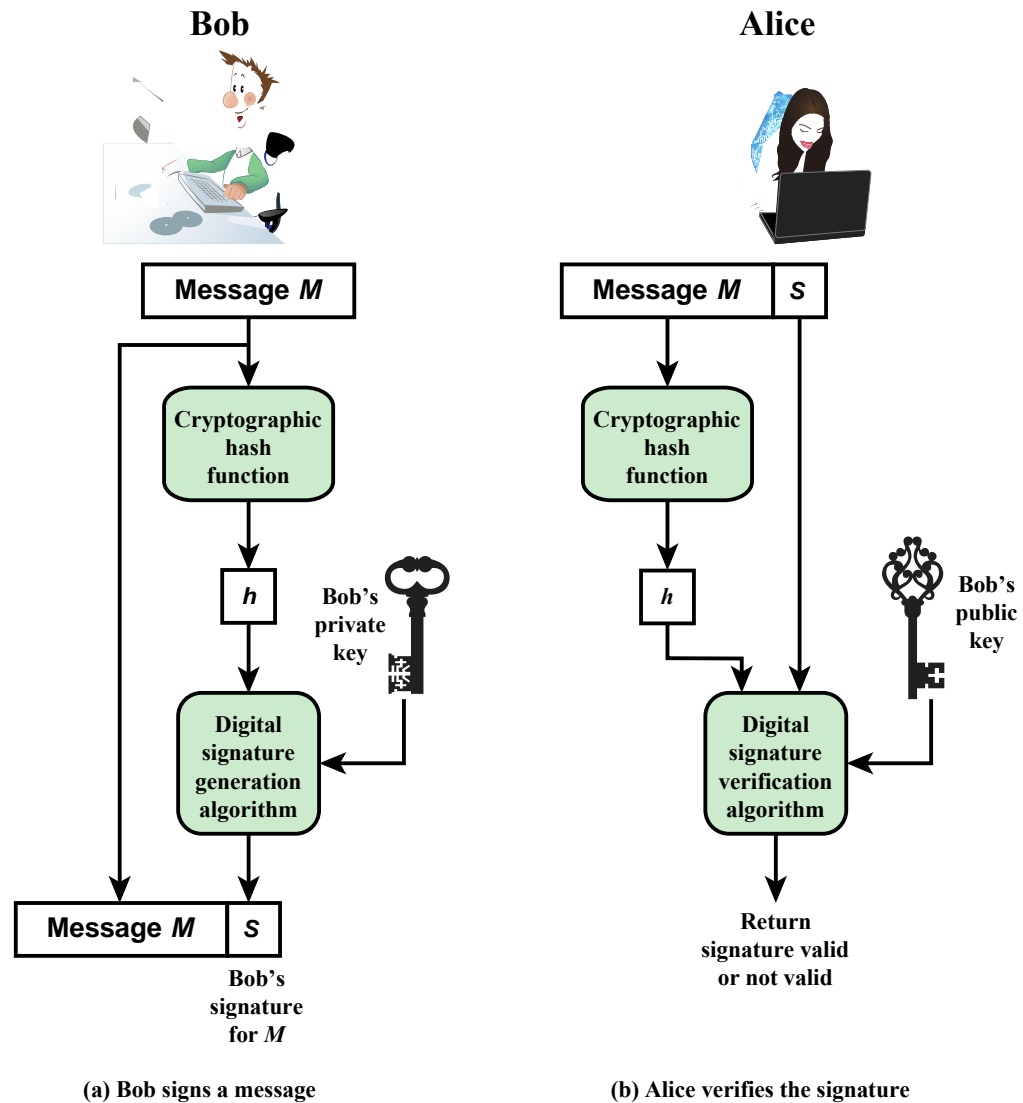 Bob
Message M
Cryptographic
hash
function
h
Bob’s
private
key
Digital
signature
generation
algorithm
Message M
S
Bob’s
signature
for M
(a) Bob signs a message
Alice
Message M
S
Cryptographic
hash
function
h
Bob’s
public
key
Digital
signature
verification
algorithm
Return
signature valid
or not valid
(b) Alice verifies the signature